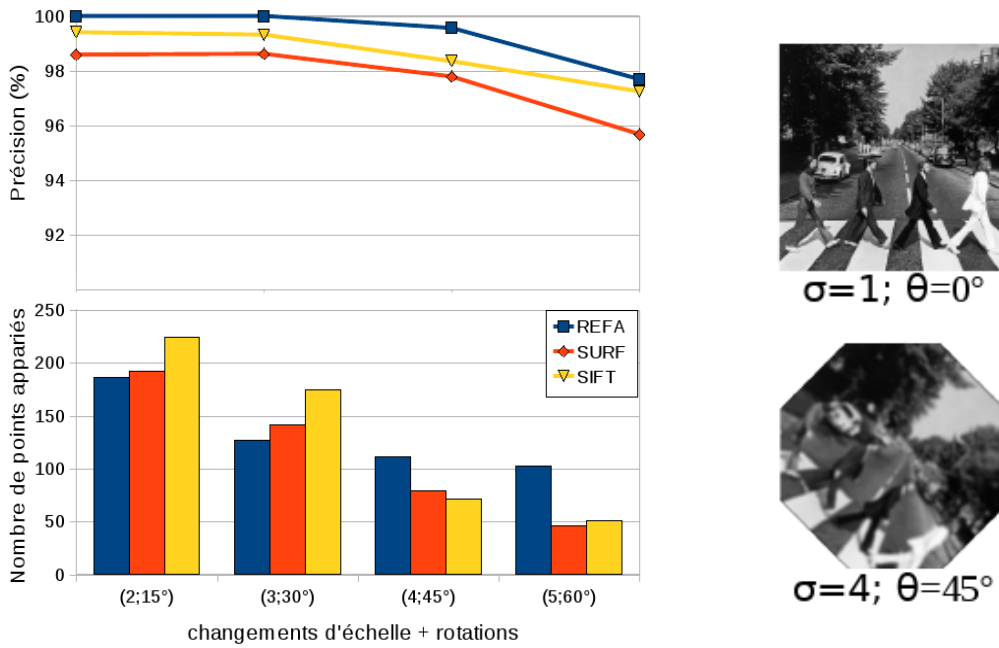 100
98
96
94
92
Précision (%)
250
200
150
100
50
0
Nombre de points appariés
REFA
SURF
SIFT
(2;15°)
(3;30°)
(4;45°)
(5;60°)
changements d'échelle + rotations
σ=1; θ=0°
σ=4; θ=45°